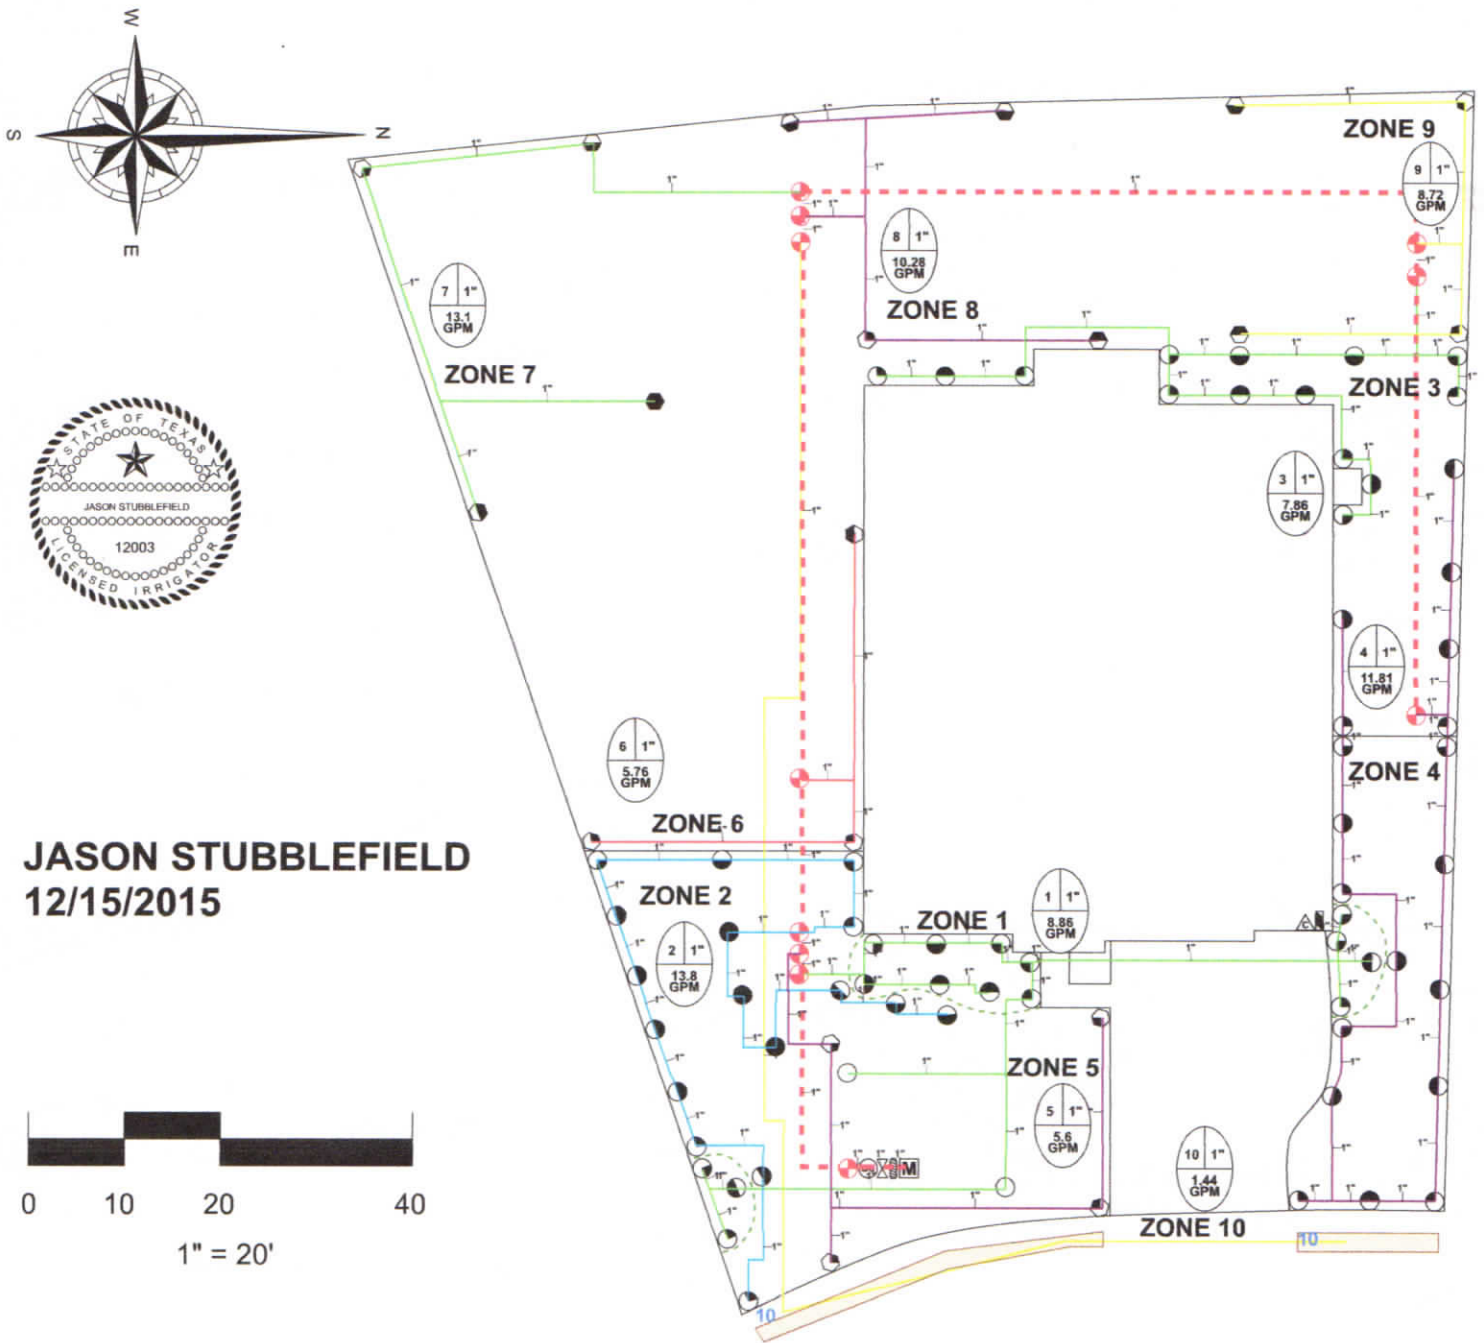 W
S
N
E
STATE OF TEXAS
JASON STUBBLEFIELD
12003
LICENSED IRRIGATOR
JASON STUBBLEFIELD
12/15/2015
0 10 20 40
1" = 20'
ZONE 9
9 1"
8.72
GPM
8 1"
10.28
GPM
ZONE 8
7 1"
13.1
GPM
ZONE 7
ZONE 3
3 1"
7.86
GPM
4 1"
11.81
GPM
ZONE 4
6 1"
5.76
GPM
ZONE 6
ZONE 2
2 1"
13.8
GPM
ZONE 1
1 1"
8.86
GPM
C
ZONE 5
5 1"
5.6
GPM
M
10 1"
1.44
GPM
ZONE 10
10
10
1"